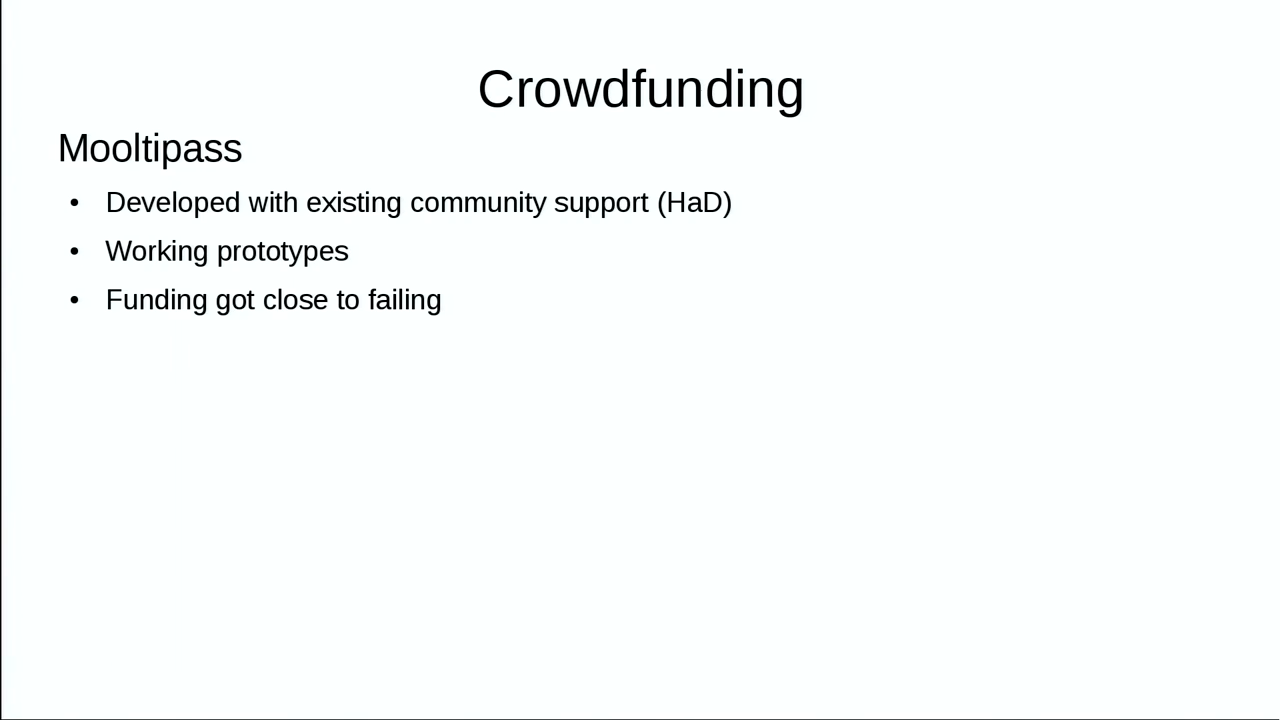 Crowdfunding
Mooltipass
• Developed with existing community support (HaD)
• Working prototypes
• Funding got close to failing